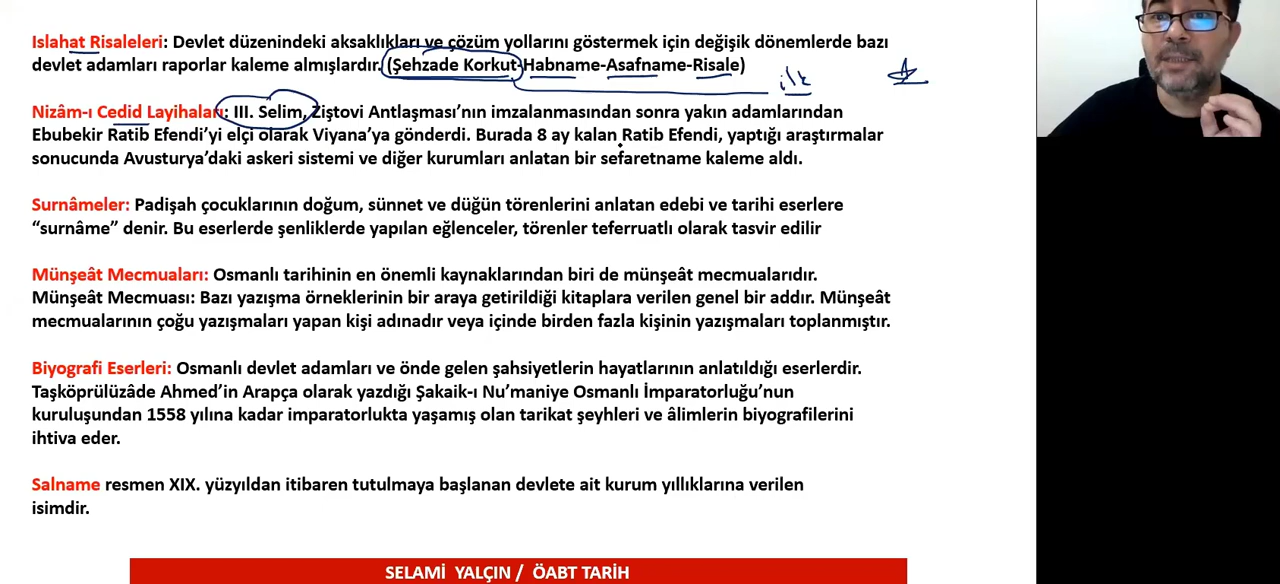 Islahat Risaleleri: Devlet düzenindeki aksaklıkları ve çözüm yollarını göstermek için değişik dönemlerde bazı
devlet adamları raporlar kaleme almışlardır. (Şehzade Korkut-Habname-Asafname-Risale)
ilk
Nizâm-ı Cedid Layihaları: III. Selim, Ziştovi Antlaşması’nın imzalanmasından sonra yakın adamlarından
Ebubekir Ratib Efendi’yi elçi olarak Viyana’ya gönderdi. Burada 8 ay kalan Ratib Efendi, yaptığı araştırmalar
sonucunda Avusturya’daki askeri sistemi ve diğer kurumları anlatan bir sefaretname kaleme aldı.
Surnâmeler: Padişah çocuklarının doğum, sünnet ve düğün törenlerini anlatan edebi ve tarihi eserlere
“surnâme” denir. Bu eserlerde şenliklerde yapılan eğlenceler, törenler teferruatlı olarak tasvir edilir
Münşeât Mecmuaları: Osmanlı tarihinin en önemli kaynaklarından biri de münşeât mecmualarıdır.
Münşeât Mecmuası: Bazı yazışma örneklerinin bir araya getirildiği kitaplara verilen genel bir addır. Münşeât
mecmualarının çoğu yazışmaları yapan kişi adınadır veya içinde birden fazla kişinin yazışmaları toplanmıştır.
Biyografi Eserleri: Osmanlı devlet adamları ve önde gelen şahsiyetlerin hayatlarının anlatıldığı eserlerdir.
Taşköprülüzâde Ahmed’in Arapça olarak yazdığı Şakaik-ı Nu’maniye Osmanlı İmparatorluğu’nun
kuruluşundan 1558 yılına kadar imparatorlukta yaşamış olan tarikat şeyhleri ve âlimlerin biyografilerini
ihtiva eder.
Salname resmen XIX. yüzyıldan itibaren tutulmaya başlanan devlete ait kurum yıllıklarına verilen
isimdir.
SELAMİ YALÇIN / ÖABT TARİH